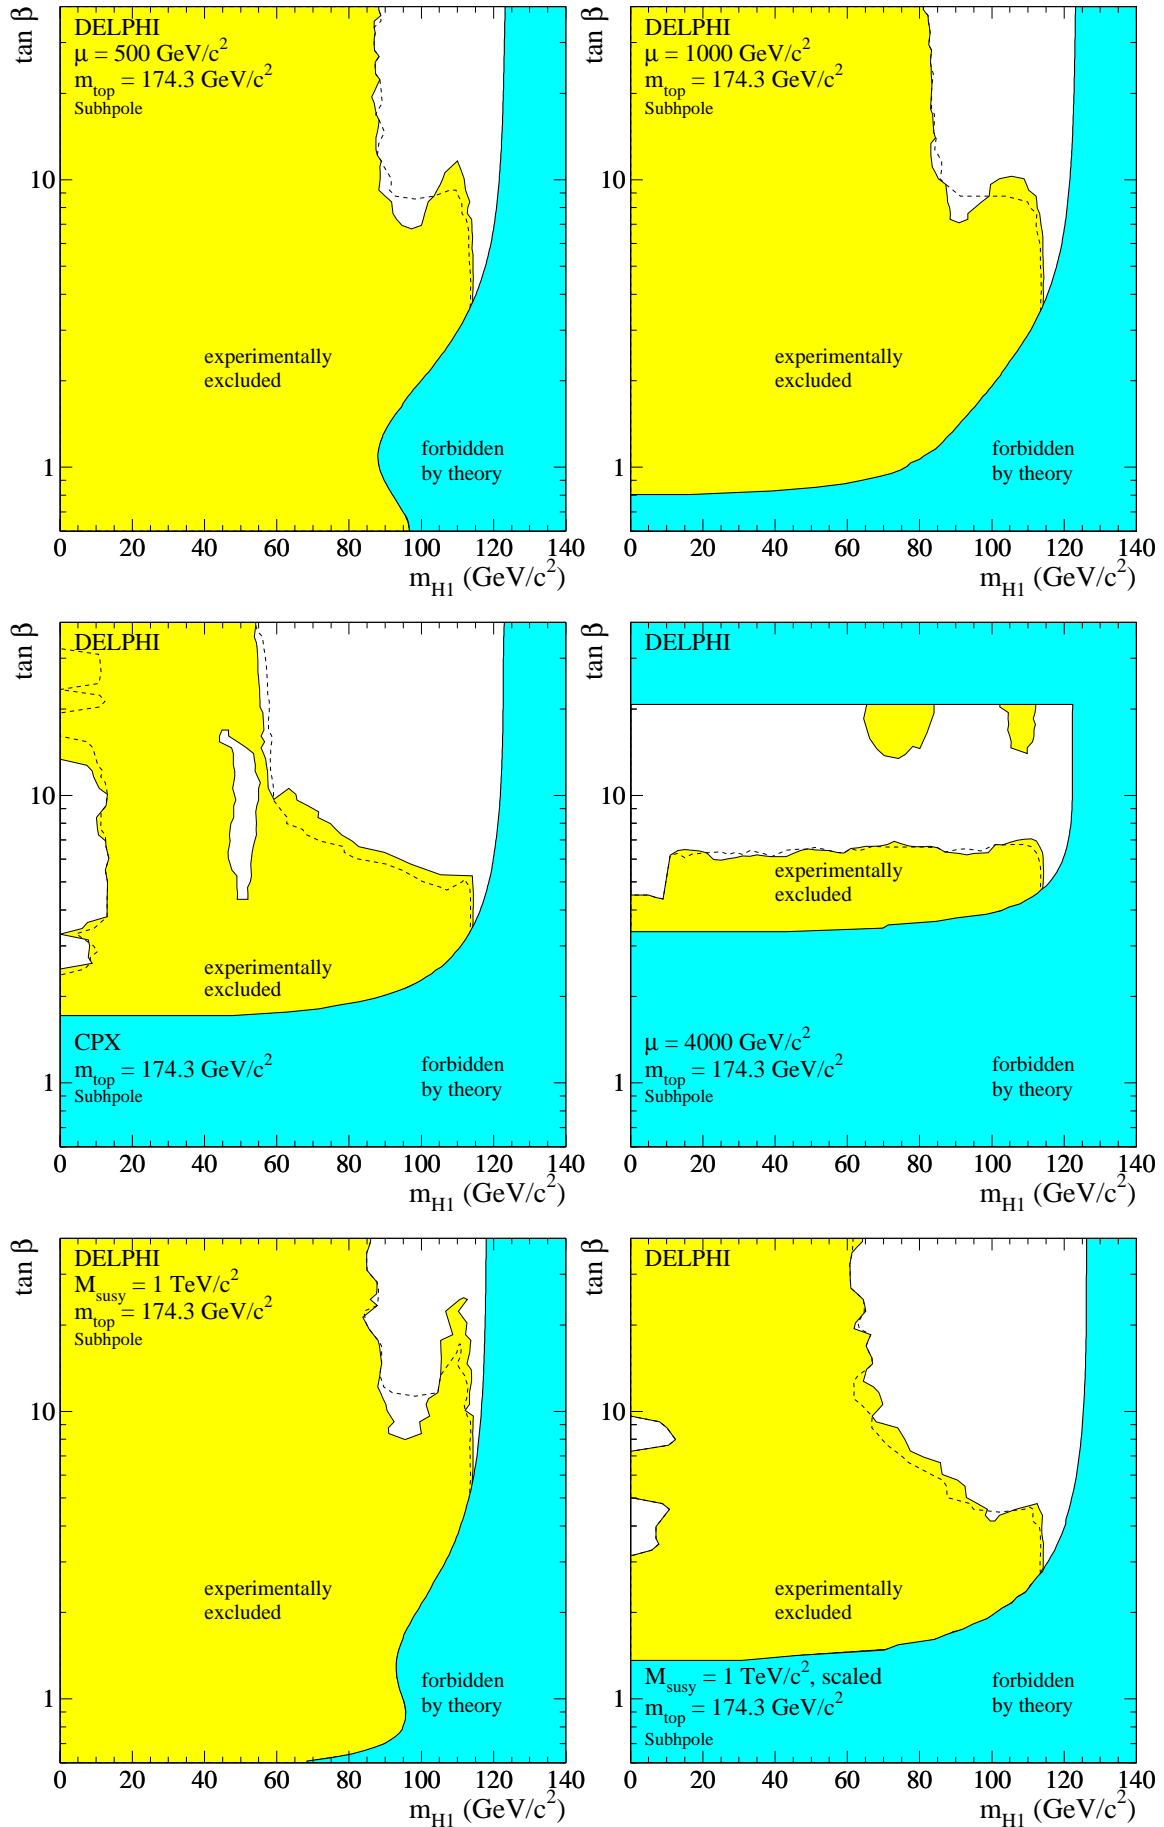 tan β
DELPHI
μ = 500 GeV/c²
m_top = 174.3 GeV/c²
Subhpole
10
1
experimentally
excluded
forbidden
by theory
0 20 40 60 80 100 120 140
m_H1 (GeV/c²)
tan β
DELPHI
μ = 1000 GeV/c²
m_top = 174.3 GeV/c²
Subhpole
10
1
experimentally
excluded
forbidden
by theory
0 20 40 60 80 100 120 140
m_H1 (GeV/c²)
tan β
DELPHI
10
1
experimentally
excluded
CPX
m_top = 174.3 GeV/c²
Subhpole
forbidden
by theory
0 20 40 60 80 100 120 140
m_H1 (GeV/c²)
tan β
DELPHI
10
1
experimentally
excluded
μ = 4000 GeV/c²
m_top = 174.3 GeV/c²
Subhpole
forbidden
by theory
0 20 40 60 80 100 120 140
m_H1 (GeV/c²)
tan β
DELPHI
M_susy = 1 TeV/c²
m_top = 174.3 GeV/c²
Subhpole
10
1
experimentally
excluded
forbidden
by theory
0 20 40 60 80 100 120 140
m_H1 (GeV/c²)
tan β
DELPHI
10
1
experimentally
excluded
M_susy = 1 TeV/c², scaled
m_top = 174.3 GeV/c²
Subhpole
forbidden
by theory
0 20 40 60 80 100 120 140
m_H1 (GeV/c²)